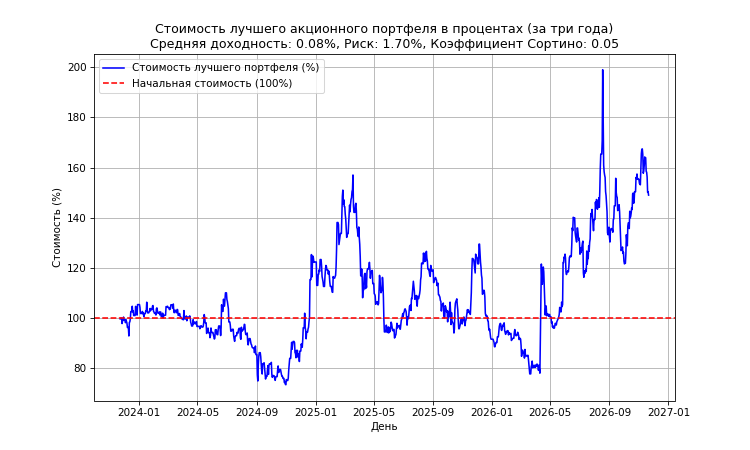 Стоимость лучшего акционного портфеля в процентах (за три года)
Средняя доходность: 0.08%, Риск: 1.70%, Коэффициент Сортино: 0.05
Стоимость лучшего портфеля (%)
Начальная стоимость (100%)
Стоимость (%)
200
180
160
140
120
100
80
2024-01 2024-05 2024-09 2025-01 2025-05 2025-09 2026-01 2026-05 2026-09 2027-01
День